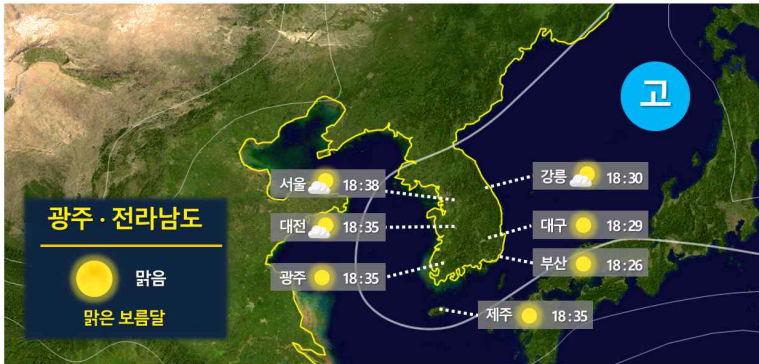 고
서울 18:38
강릉 18:30
광주 · 전라남도
대전 18:35
대구 18:29
맑음
광주 18:35
부산 18:26
맑은 보름달
제주 18:35